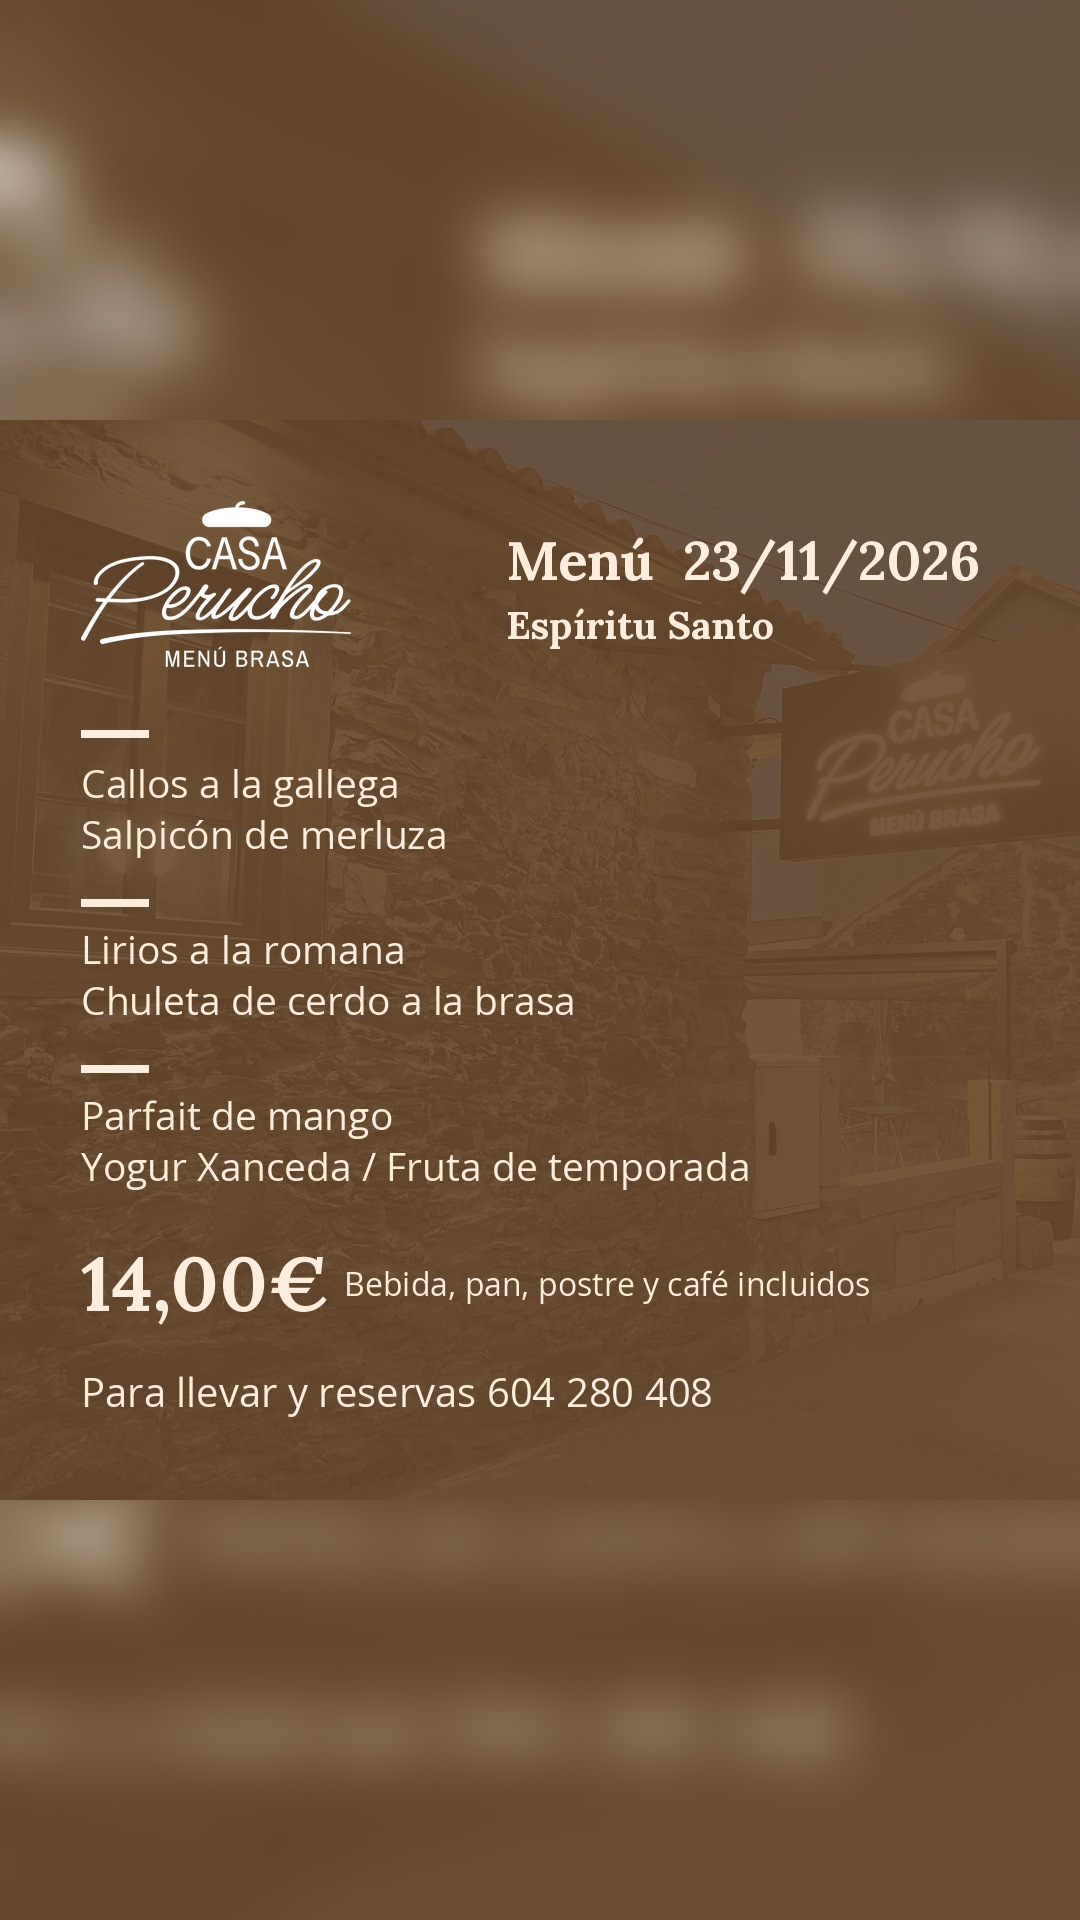 CASA
Perucho
MENÚ BRASA
Menú 23/11/2026
Espíritu Santo
CASA
Perucho
MENÚ BRASA
Callos a la gallega
Salpicón de merluza
Lirios a la romana
Chuleta de cerdo a la brasa
Parfait de mango
Yogur Xanceda / Fruta de temporada
14,00€ Bebida, pan, postre y café incluidos
Para llevar y reservas 604 280 408